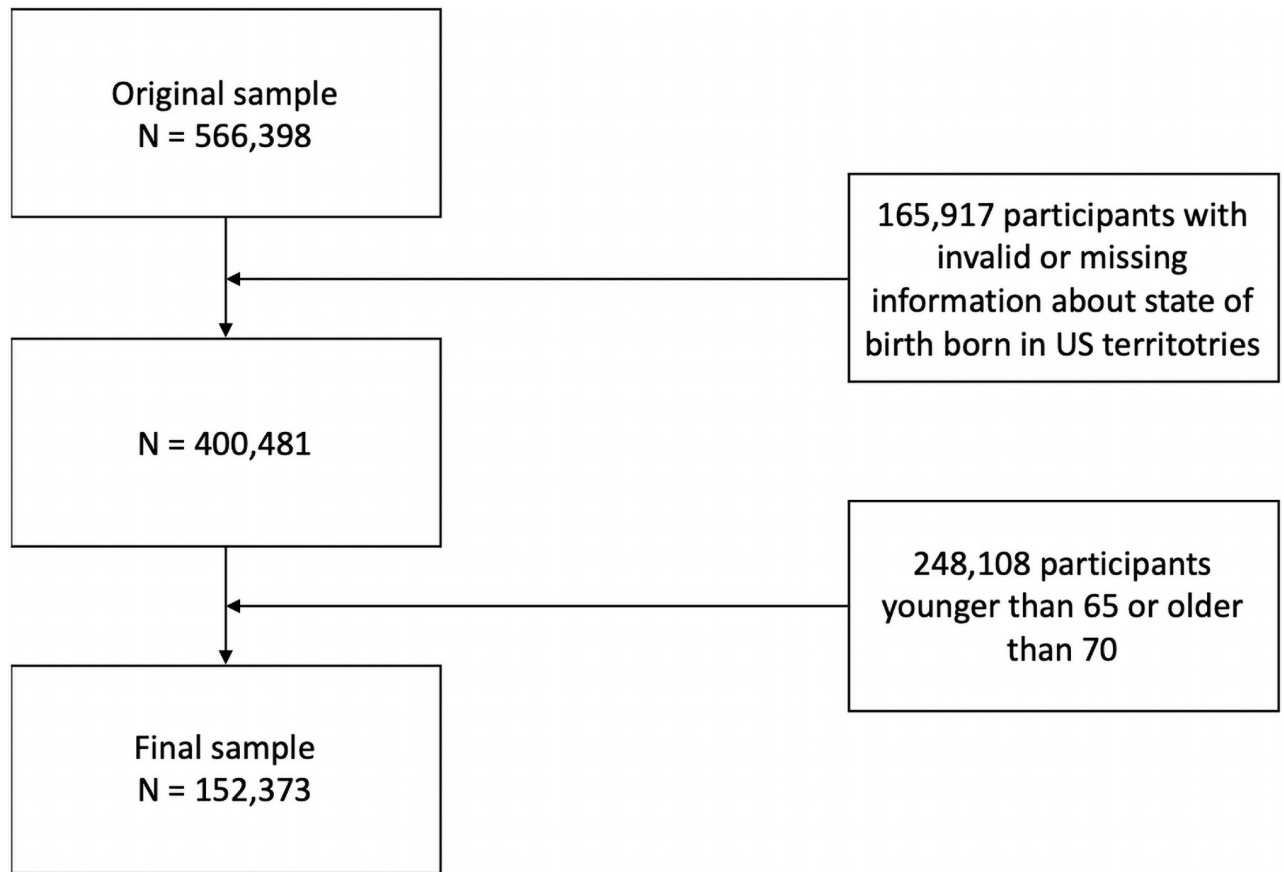 Original sample
N = 566,398
165,917 participants with
invalid or missing
information about state of
birth born in US territotries
N = 400,481
248,108 participants
younger than 65 or older
than 70
Final sample
N = 152,373